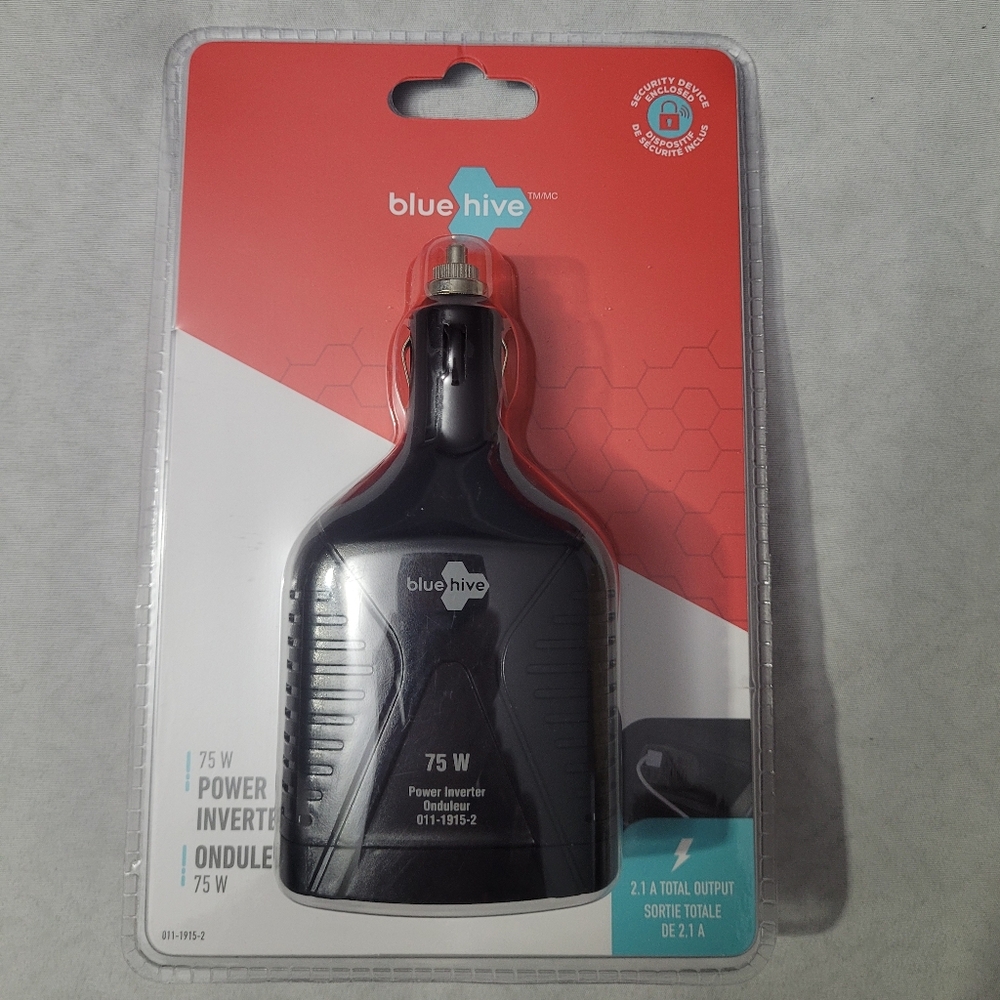 SECURITY DEVICE
ENCLOSED
DISPOSITIF
DE SÉCURITÉ INCLUS
blue hive TM/MC
blue hive
75 W
Power Inverter
Onduleur
011-1915-2
75 W
POWER
INVERTE
ONDULE
75 W
011-1915-2
2.1 A TOTAL OUTPUT
SORTIE TOTALE
DE 2,1 A